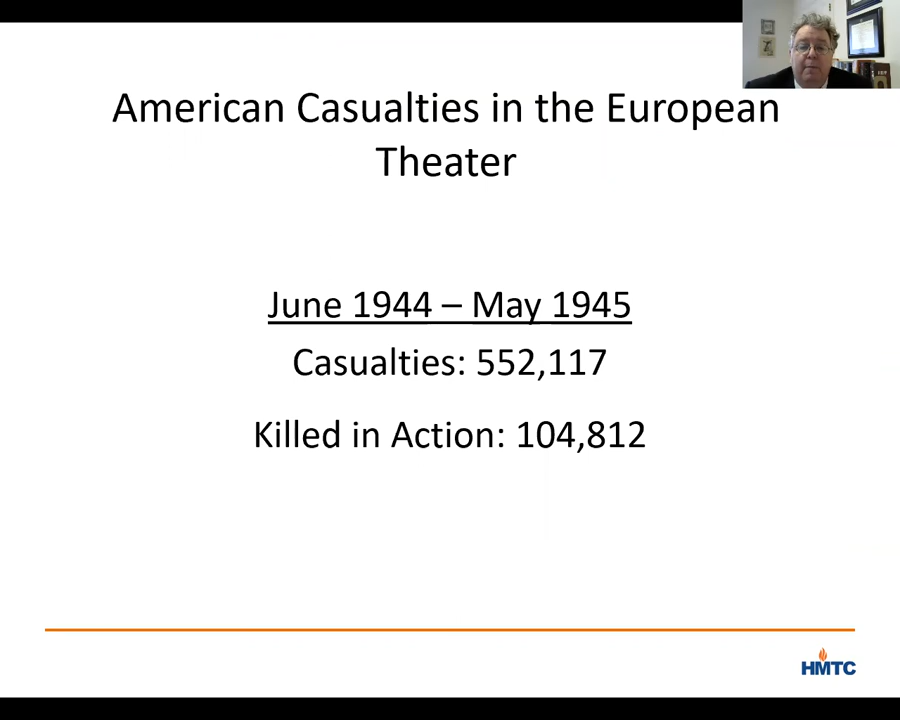 American Casualties in the European
Theater
June 1944 – May 1945
Casualties: 552,117
Killed in Action: 104,812
HMTC